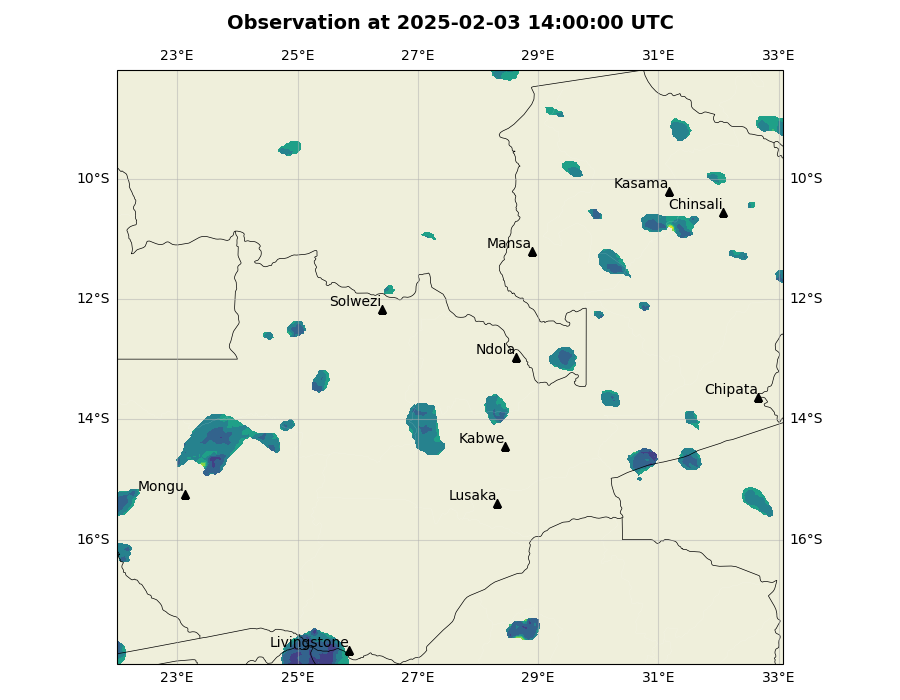 Observation at 2025-02-03 14:00:00 UTC
23°E 25°E 27°E 29°E 31°E 33°E
10°S 10°S
Kasama
Chinsali
Mansa
12°S 12°S
Solwezi
Ndola
Chipata
14°S 14°S
Kabwe
Mongu
Lusaka
16°S 16°S
Livingstone
23°E 25°E 27°E 29°E 31°E 33°E